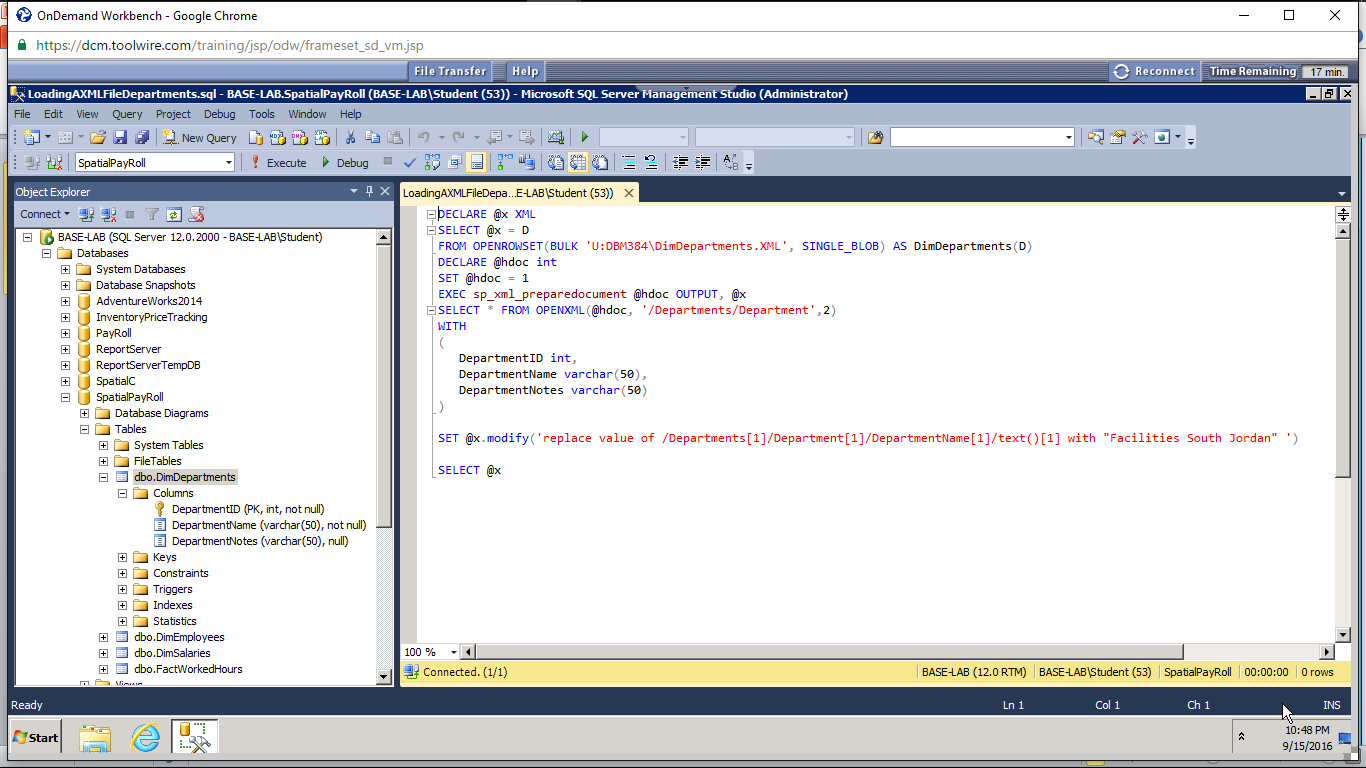 OnDemand Workbench - Google Chrome
https://dcm.toolwire.com/training/jsp/odw/frameset_sd_vm.jsp
File Transfer Help Reconnect Time Remaining 17 min.
LoadingAXMLFileDepartments.sql - BASE-LAB.SpatialPayRoll (BASE-LAB\Student (53)) - Microsoft SQL Server Management Studio (Administrator)
File Edit View Query Project Debug Tools Window Help
New Query
SpatialPayRoll Execute Debug
Object Explorer
Connect
BASE-LAB (SQL Server 12.0.2000 - BASE-LAB\Student)
Databases
System Databases
Database Snapshots
AdventureWorks2014
InventoryPriceTracking
PayRoll
ReportServer
ReportServerTempDB
SpatialC
SpatialPayRoll
Database Diagrams
Tables
System Tables
FileTables
dbo.DimDepartments
Columns
DepartmentID (PK, int, not null)
DepartmentName (varchar(50), not null)
DepartmentNotes (varchar(50), null)
Keys
Constraints
Triggers
Indexes
Statistics
dbo.DimEmployees
dbo.DimSalaries
dbo.FactWorkedHours
Views
LoadingAXMLFileDepa...E-LAB\Student (53))
DECLARE @x XML
SELECT @x = D
FROM OPENROWSET(BULK 'U:DBM384\DimDepartments.XML', SINGLE_BLOB) AS DimDepartments(D)
DECLARE @hdoc int
SET @hdoc = 1
EXEC sp_xml_preparedocument @hdoc OUTPUT, @x
SELECT * FROM OPENXML(@hdoc, '/Departments/Department',2)
WITH
(
DepartmentID int,
DepartmentName varchar(50),
DepartmentNotes varchar(50)
)
SET @x.modify('replace value of /Departments[1]/Department[1]/DepartmentName[1]/text()[1] with "Facilities South Jordan" ')
SELECT @x
100 %
Connected. (1/1) BASE-LAB (12.0 RTM) BASE-LAB\Student (53) SpatialPayRoll 00:00:00 0 rows
Ready Ln 1 Col 1 Ch 1 INS
Start
10:48 PM
9/15/2016